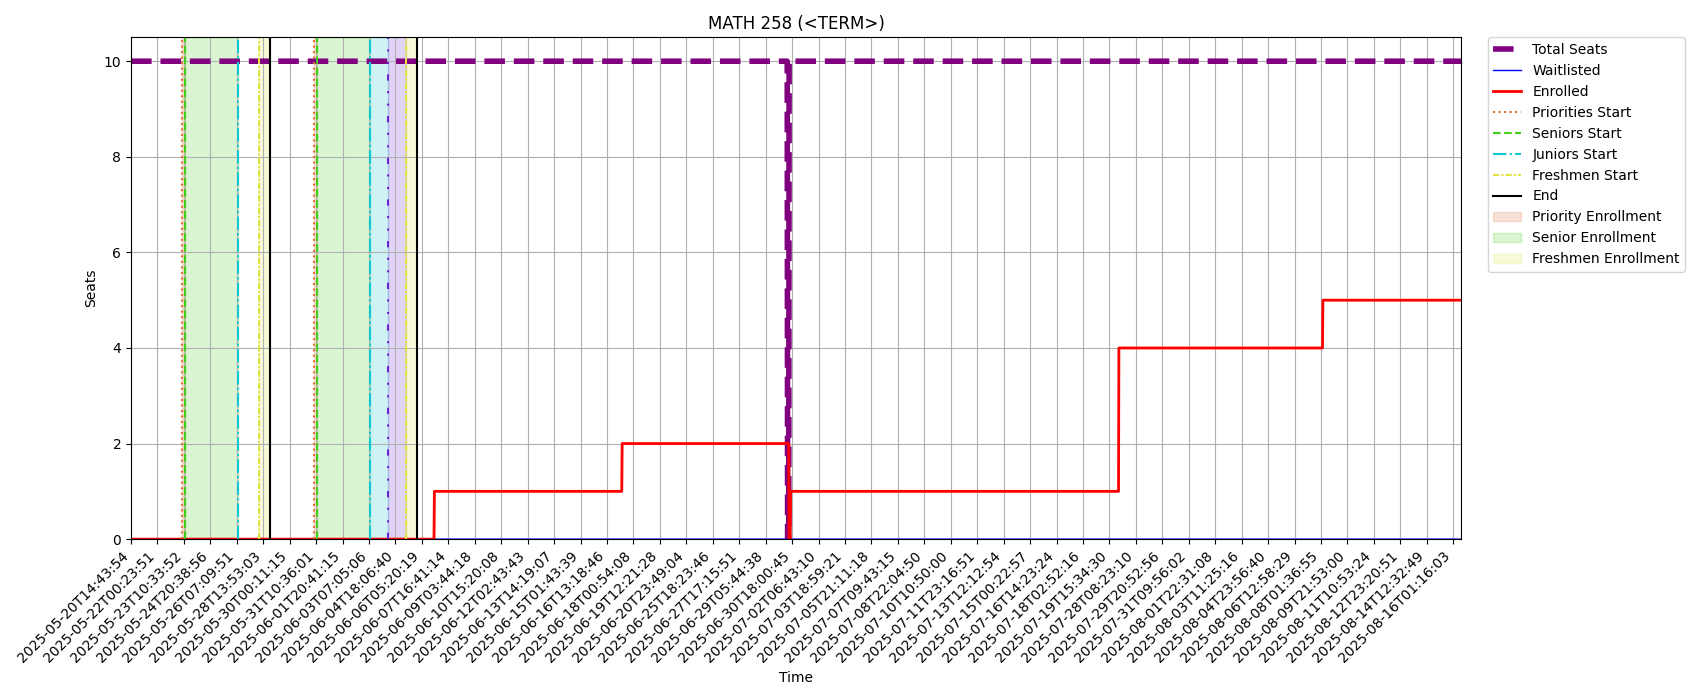 MATH 258 (<TERM>)
10
8
6
4
2
0
Seats
2025-05-20T14:43:54
2025-05-22T00:23:51
2025-05-23T10:33:52
2025-05-24T20:38:56
2025-05-26T07:09:51
2025-05-28T13:53:03
2025-05-30T00:11:15
2025-05-31T10:36:01
2025-06-01T20:41:15
2025-06-03T07:05:06
2025-06-04T18:06:40
2025-06-06T05:20:19
2025-06-07T16:41:14
2025-06-09T03:44:18
2025-06-10T15:20:08
2025-06-12T02:43:43
2025-06-13T14:19:07
2025-06-15T01:43:39
2025-06-16T13:18:46
2025-06-18T00:54:08
2025-06-19T12:21:28
2025-06-20T23:49:04
2025-06-25T18:23:46
2025-06-27T17:15:51
2025-06-29T05:44:38
2025-06-30T18:00:45
2025-07-02T06:43:10
2025-07-03T18:59:21
2025-07-05T21:11:18
2025-07-07T09:43:15
2025-07-08T22:04:50
2025-07-10T10:50:00
2025-07-11T23:16:51
2025-07-13T12:12:54
2025-07-15T00:22:57
2025-07-16T14:23:24
2025-07-18T02:52:16
2025-07-19T15:34:30
2025-07-28T08:23:10
2025-07-29T20:52:56
2025-07-31T09:56:02
2025-08-01T22:31:08
2025-08-03T11:25:16
2025-08-04T23:56:40
2025-08-06T12:58:29
2025-08-08T01:36:55
2025-08-09T21:53:00
2025-08-11T10:53:24
2025-08-12T23:20:51
2025-08-14T12:32:49
2025-08-16T01:16:03
Time
Total Seats
Waitlisted
Enrolled
Priorities Start
Seniors Start
Juniors Start
Freshmen Start
End
Priority Enrollment
Senior Enrollment
Freshmen Enrollment